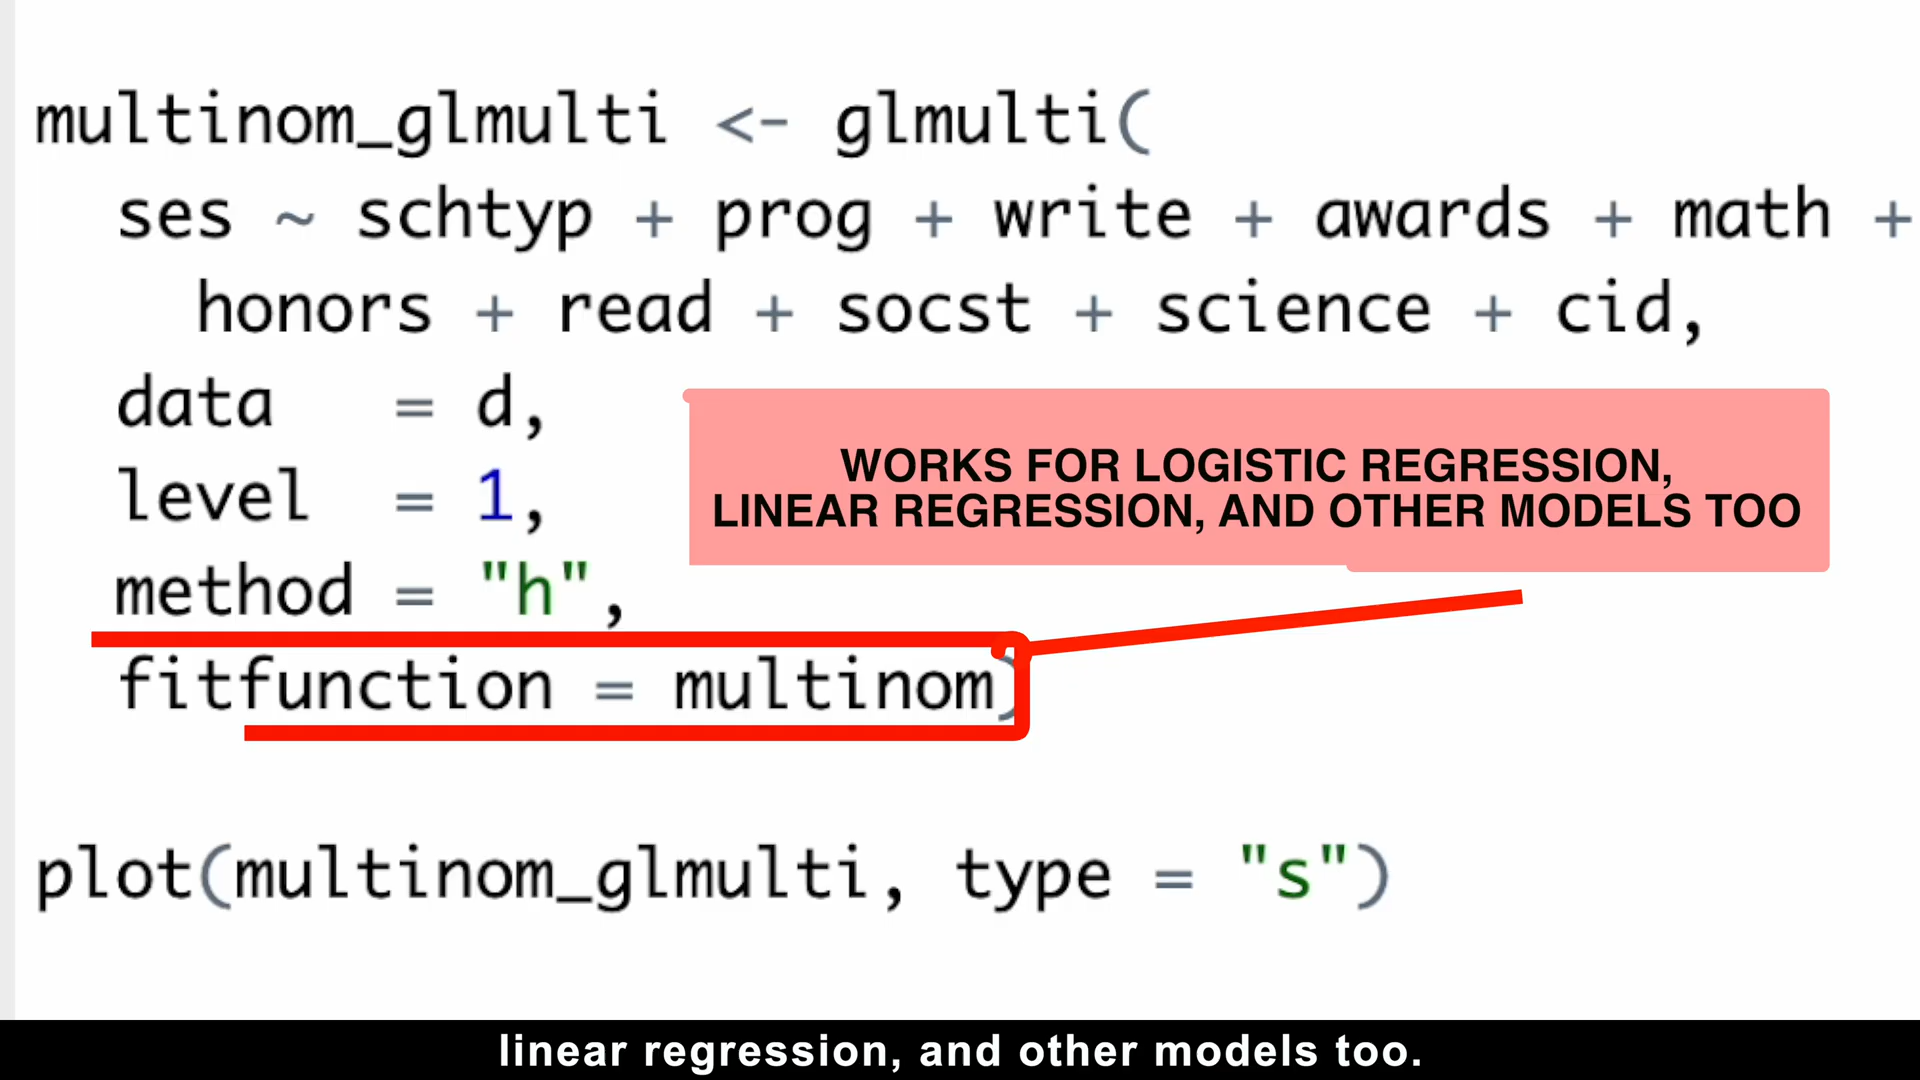 multinom_glmulti <- glmulti(
ses ~ schtyp + prog + write + awards + math +
honors + read + socst + science + cid,
data = d,
level = 1,
method = "h",
fitfunction = multinom)
WORKS FOR LOGISTIC REGRESSION,
LINEAR REGRESSION, AND OTHER MODELS TOO
plot(multinom_glmulti, type = "s")
linear regression, and other models too.